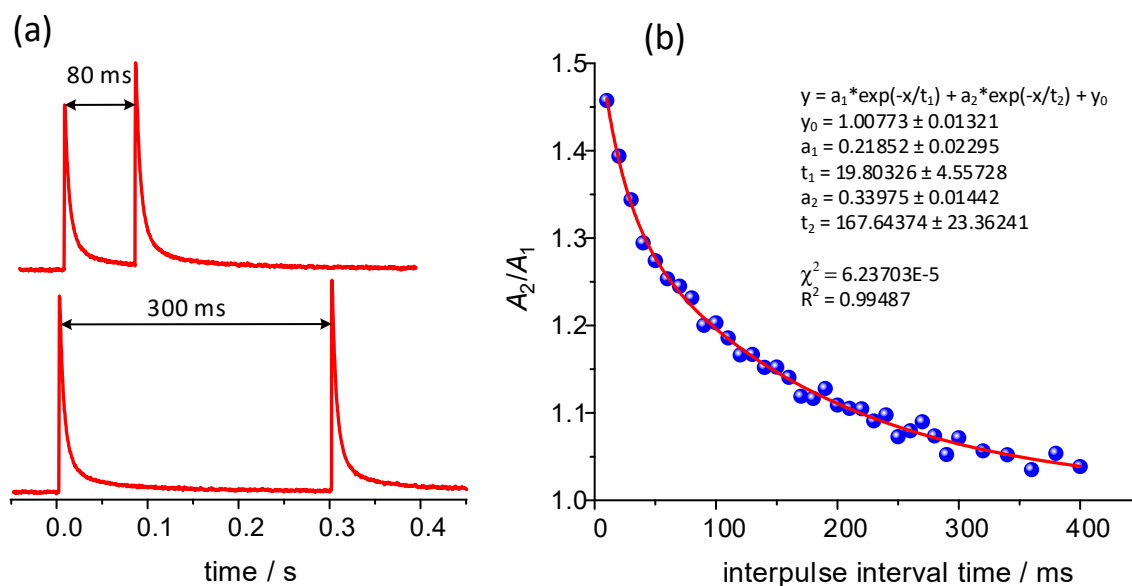 (a)
80 ms
300 ms
0.0 0.1 0.2 0.3 0.4
time / s
(b)
1.5
1.4
1.3
1.2
1.1
1.0
A₂/A₁
y = a₁*exp(-x/t₁) + a₂*exp(-x/t₂) + y₀
y₀ = 1.00773 ± 0.01321
a₁ = 0.21852 ± 0.02295
t₁ = 19.80326 ± 4.55728
a₂ = 0.33975 ± 0.01442
t₂ = 167.64374 ± 23.36241
χ² = 6.23703E-5
R² = 0.99487
0 100 200 300 400
interpulse interval time / ms